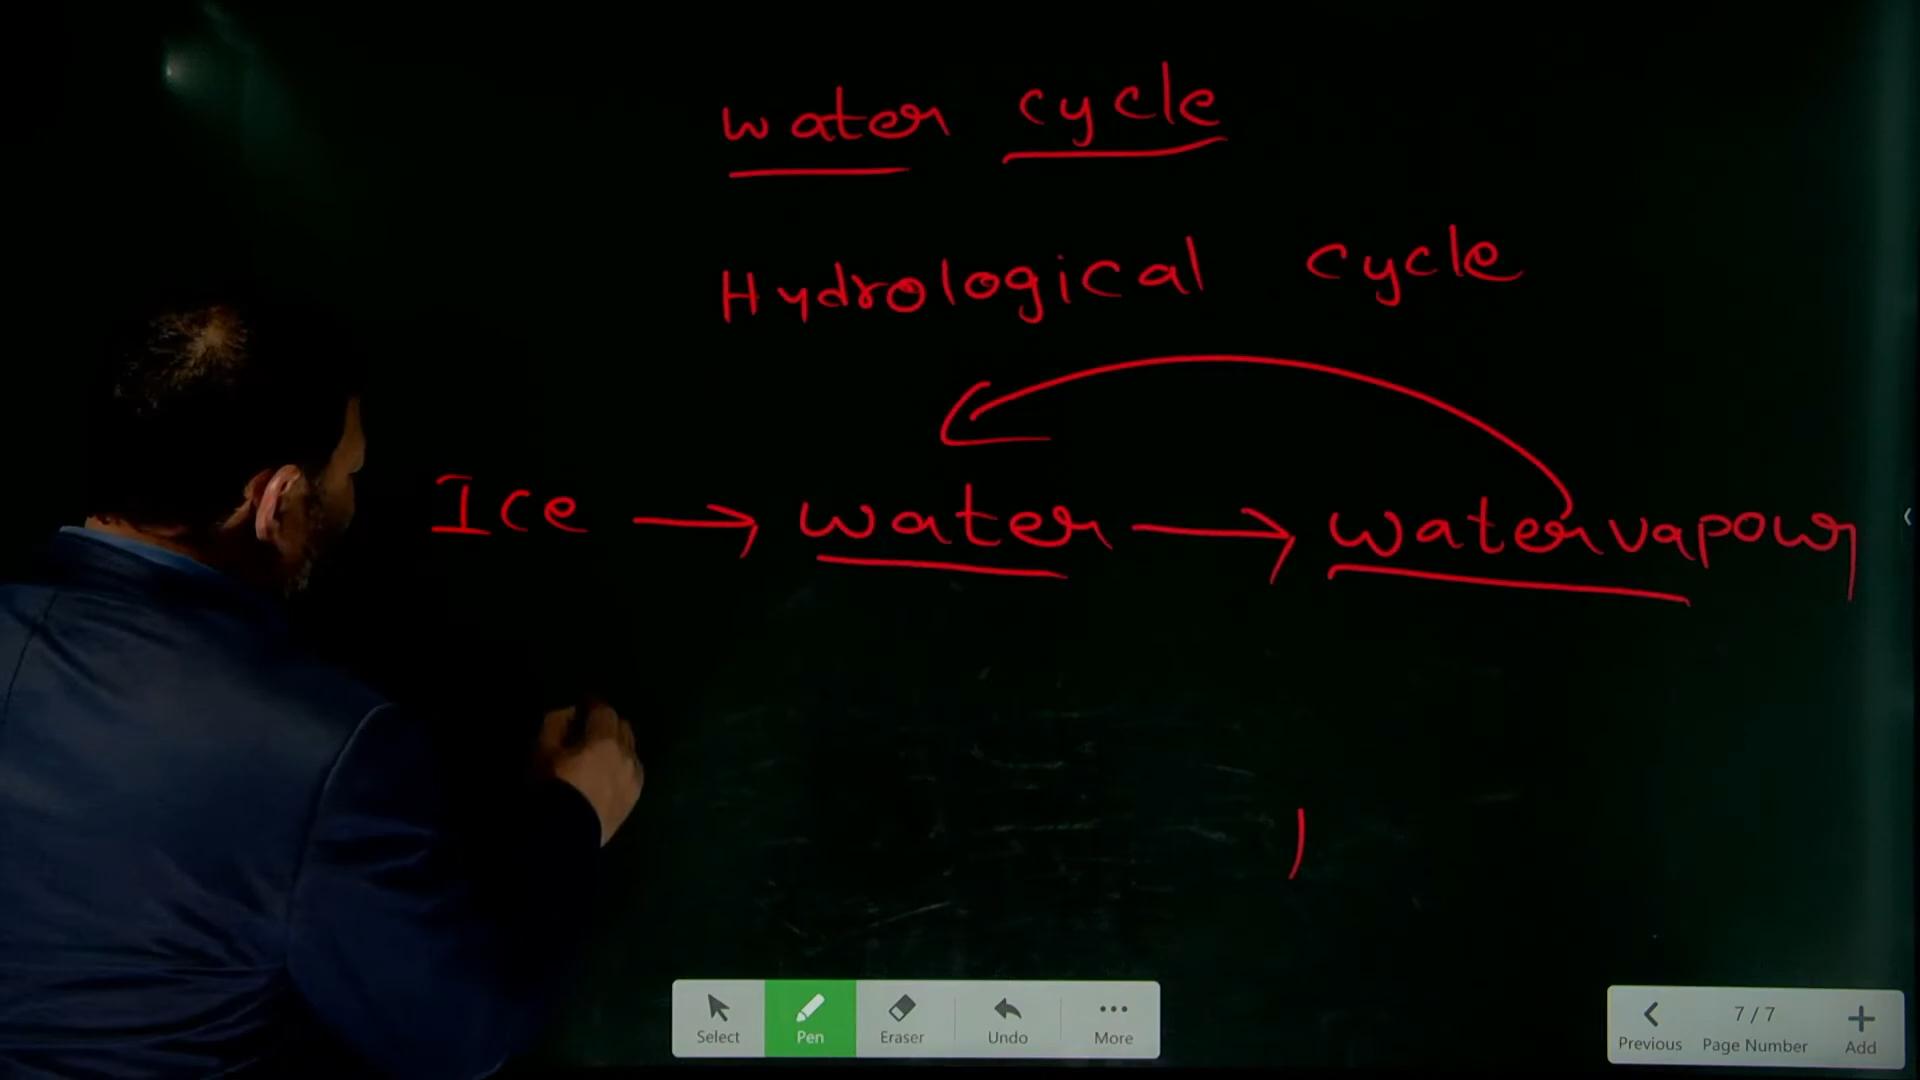 water cycle
Hydrological cycle
Ice → water → watervapour
Select Pen Eraser Undo More
7 / 7
Previous Page Number Add